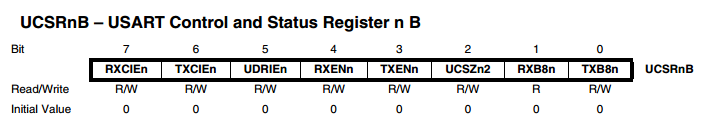 UCSRnB – USART Control and Status Register n B
Bit 7 6 5 4 3 2 1 0
RXCIEn TXCIEn UDRIEn RXENn TXENn UCSZn2 RXB8n TXB8n UCSRnB
Read/Write R/W R/W R/W R/W R/W R/W R R/W
Initial Value 0 0 0 0 0 0 0 0